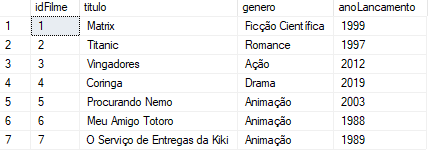 idFilme titulo genero anoLancamento
1 1 Matrix Ficção Científica 1999
2 2 Titanic Romance 1997
3 3 Vingadores Ação 2012
4 4 Coringa Drama 2019
5 5 Procurando Nemo Animação 2003
6 6 Meu Amigo Totoro Animação 1988
7 7 O Serviço de Entregas da Kiki Animação 1989